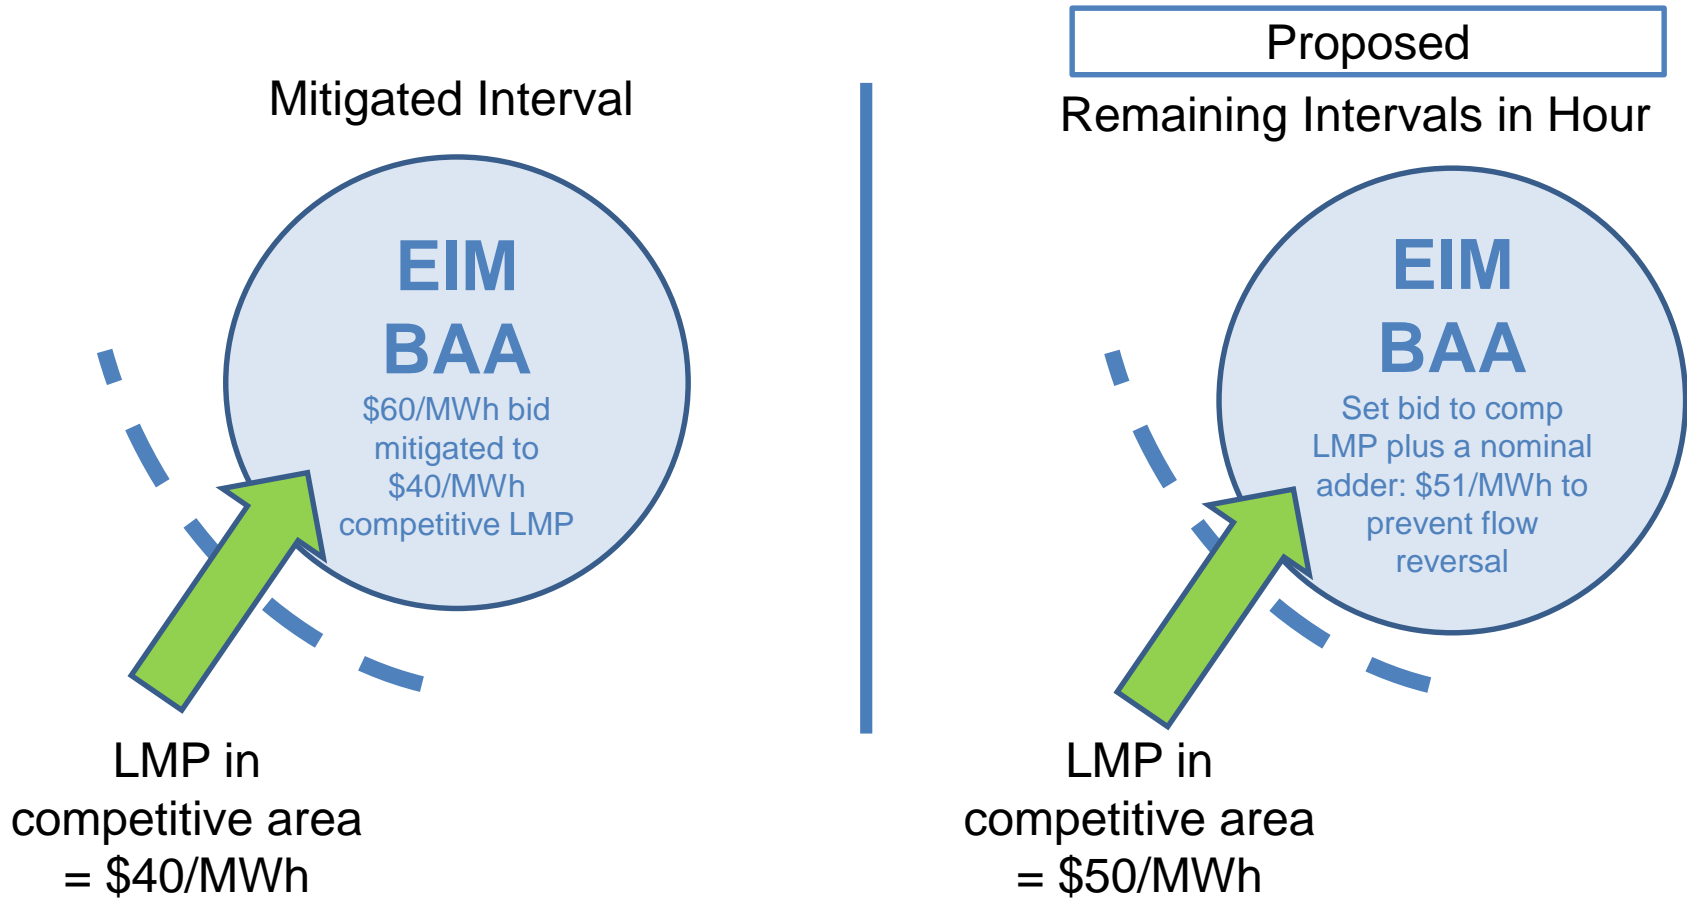 Mitigated Interval
EIM
BAA
$60/MWh bid
mitigated to
$40/MWh
competitive LMP
LMP in
competitive area
= $40/MWh
Proposed
Remaining Intervals in Hour
EIM
BAA
Set bid to comp
LMP plus a nominal
adder: $51/MWh to
prevent flow
reversal
LMP in
competitive area
= $50/MWh